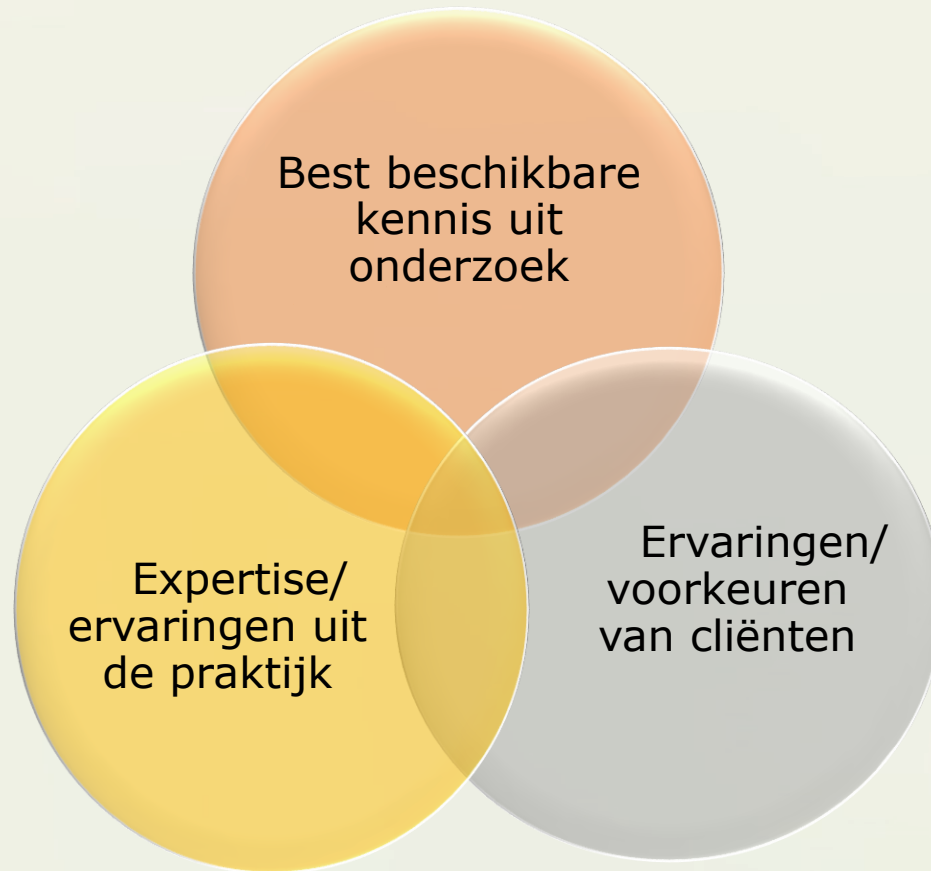 Best beschikbare
kennis uit
onderzoek
Expertise/
ervaringen uit
de praktijk
Ervaringen/
voorkeuren
van cliënten